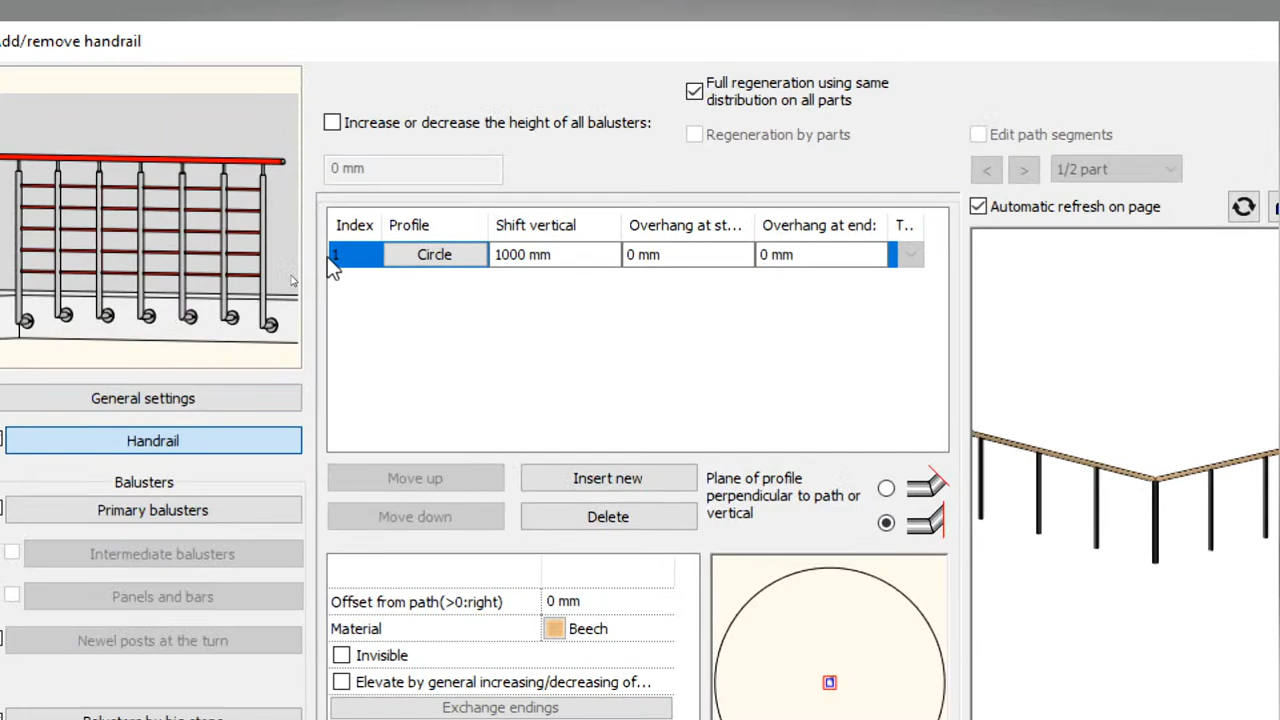 Add/remove handrail
Full regeneration using same
distribution on all parts
Increase or decrease the height of all balusters:
Regeneration by parts
Edit path segments
0 mm
< > 1/2 part
Automatic refresh on page
Index Profile Shift vertical Overhang at st... Overhang at end: T..
1 Circle 1000 mm 0 mm 0 mm
General settings
Handrail
Balusters
Primary balusters
Intermediate balusters
Panels and bars
Newel posts at the turn
Move up Insert new
Move down Delete
Plane of profile
perpendicular to path or
vertical
Offset from path(>0:right) 0 mm
Material Beech
Invisible
Elevate by general increasing/decreasing of...
Exchange endings